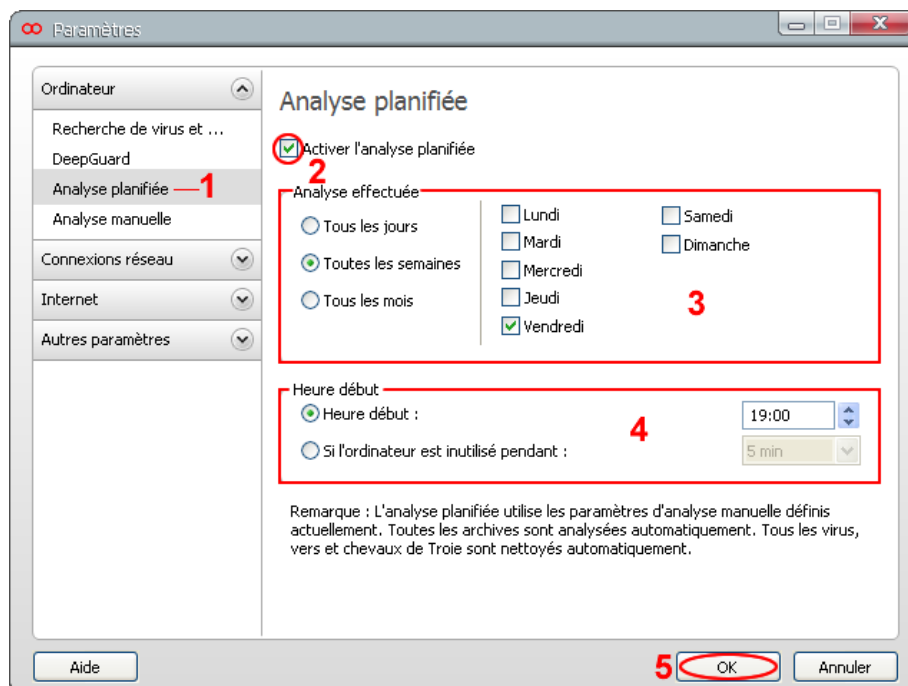 Paramètres
Ordinateur
Recherche de virus et ...
DeepGuard
Analyse planifiée
1
Analyse manuelle
Connexions réseau
Internet
Autres paramètres
Analyse planifiée
Activer l'analyse planifiée
2
Analyse effectuée
Tous les jours
Toutes les semaines
Tous les mois
Lundi
Mardi
Mercredi
Jeudi
Vendredi
Samedi
Dimanche
3
Heure début
Heure début :
19:00
4
Si l'ordinateur est inutilisé pendant :
5 min
Remarque : L'analyse planifiée utilise les paramètres d'analyse manuelle définis
actuellement. Toutes les archives sont analysées automatiquement. Tous les virus,
vers et chevaux de Troie sont nettoyés automatiquement.
Aide
5
OK
Annuler